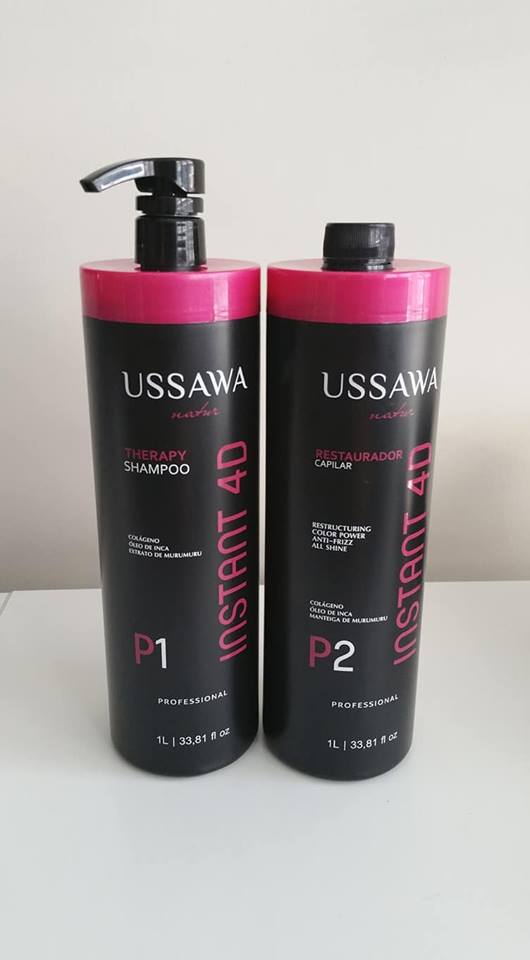 USSAWA
natur
THERAPY
SHAMPOO
COLÁGENO
ÓLEO DE INCA
EXTRATO DE MURUMURU
INSTANT 4D
P1
PROFESSIONAL
1L | 33,81 fl oz
USSAWA
natur
RESTAURADOR
CAPILAR
RESTRUCTURING
COLOR POWER
ANTI-FRIZZ
ALL SHINE
COLÁGENO
ÓLEO DE INCA
MANTEIGA DE MURUMURU
INSTANT 4D
P2
PROFESSIONAL
1L | 33,81 fl oz